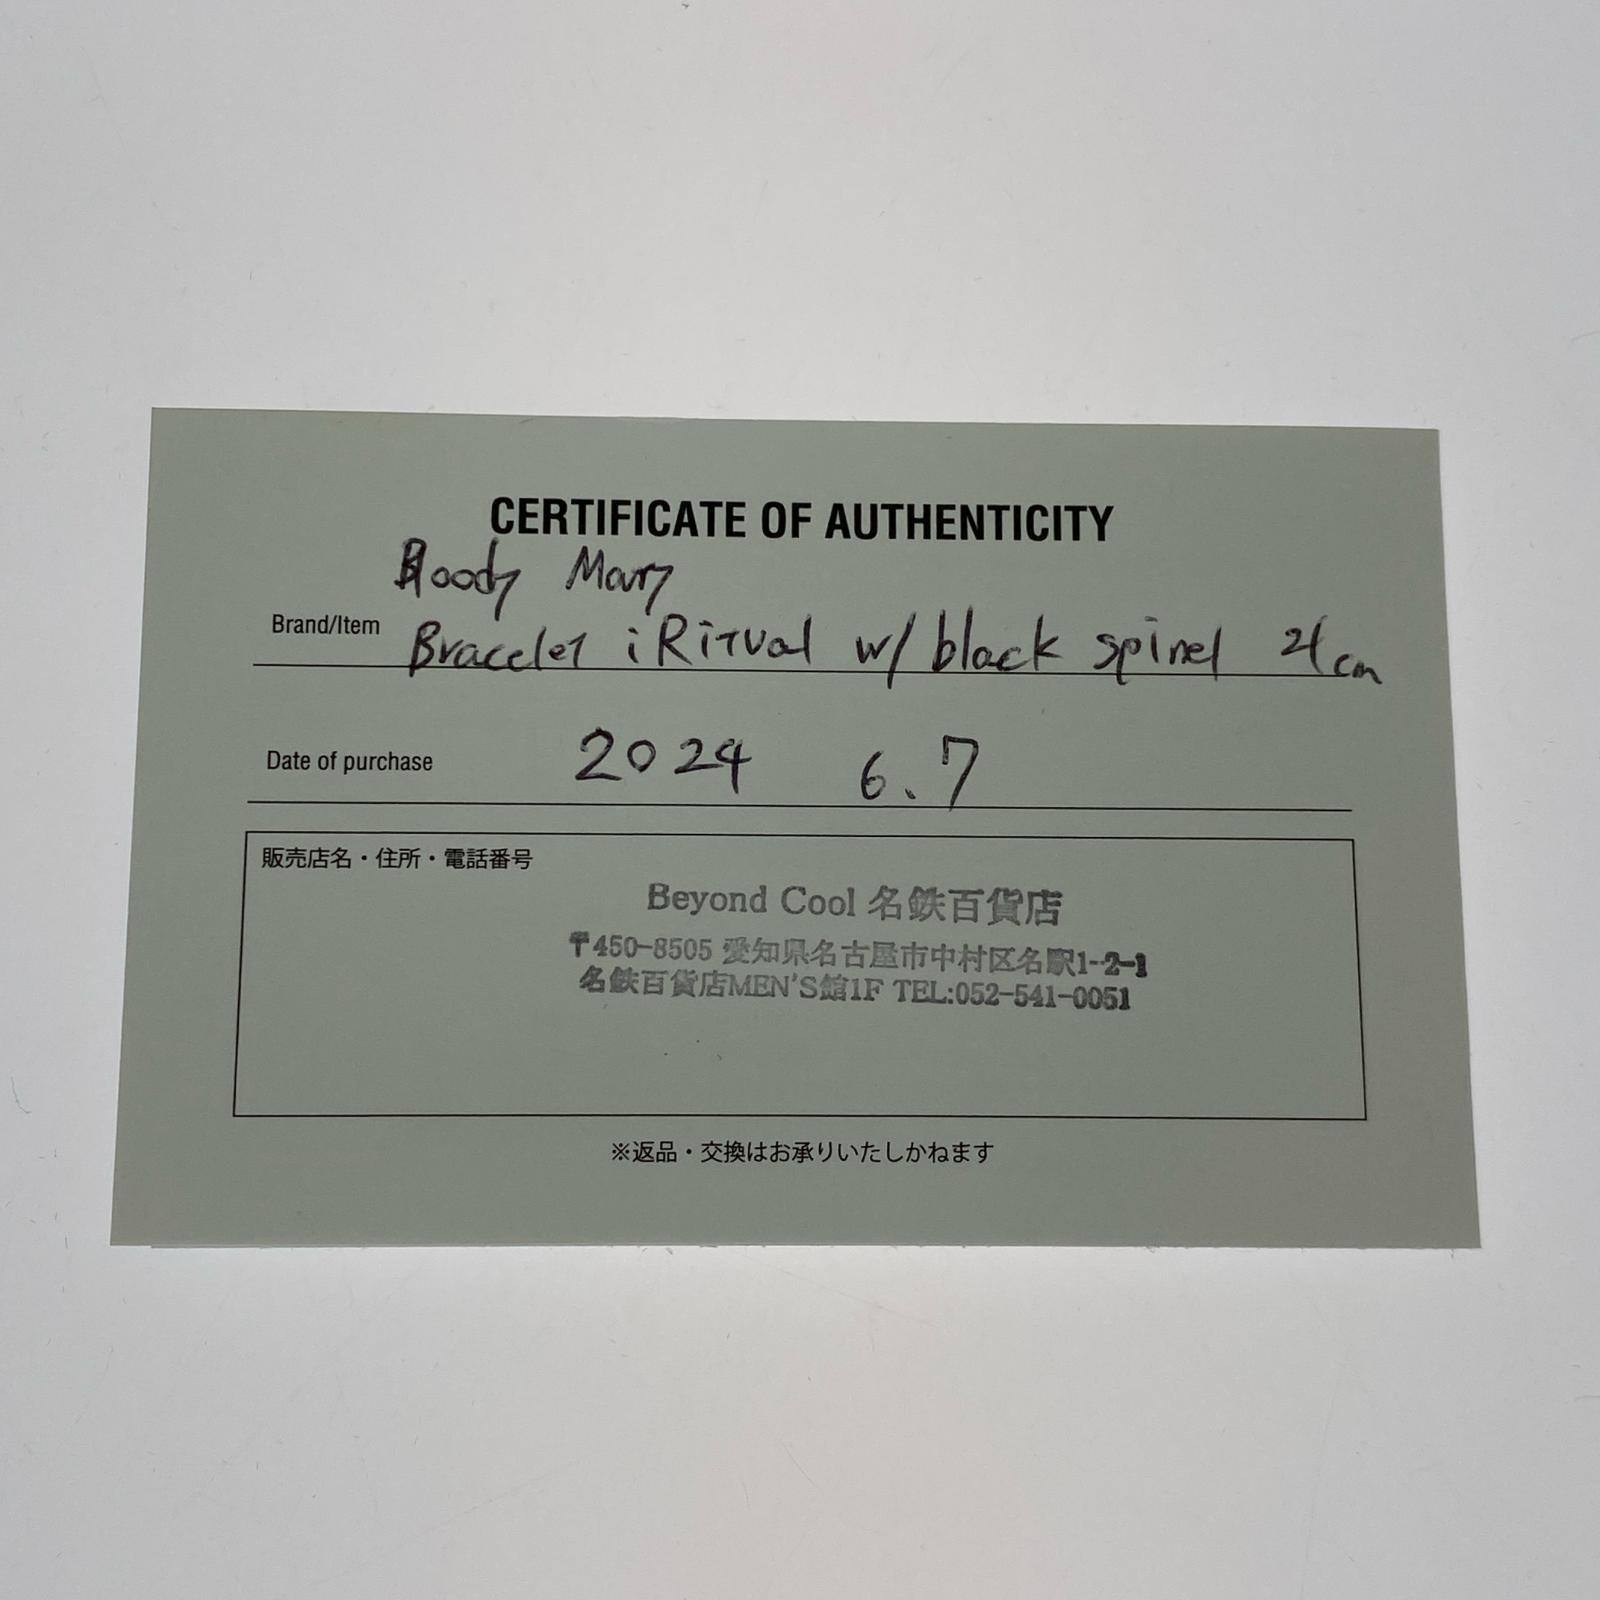 CERTIFICATE OF AUTHENTICITY
Bloody Mary
Brand/Item Bracelet iRitual w/ black spinel 21cm
Date of purchase 2024 6.7
販売店名・住所・電話番号
Beyond Cool 名鉄百貨店
〒450-8505 愛知県名古屋市中村区名駅1-2-1
名鉄百貨店MEN'S館1F TEL:052-541-0051
※返品・交換はお承りいたしかねます